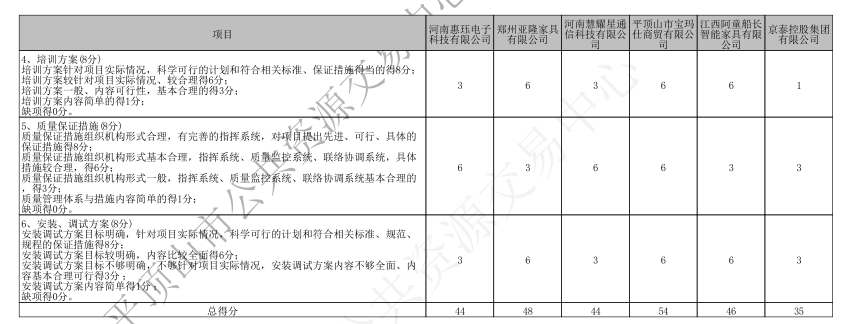 项目 河南惠珏电子科技有限公司 郑州亚隆家具有限公司 河南慧耀星通信科技有限公司 平顶山市宝玛仕商贸有限公司 江西阿童船长智能家具有限公司 京泰控股集团有限公司
4、培训方案(8分)
培训方案针对项目实际情况，科学可行的计划和符合相关标准、保证措施得当的得8分；
培训方案较针对项目实际情况、较合理得6分；
培训方案一般、内容可行性，基本合理的得3分；
培训方案内容简单的得1分；
缺项得0分。
3 6 3 6 6 1
5、质量保证措施(8分)
质量保证措施组织机构形式合理，有完善的指挥系统，对项目提出先进、可行、具体的
保证措施得8分；
质量保证措施组织机构形式基本合理，指挥系统、质量监控系统、联络协调系统，具体
措施较合理，得6分；
质量保证措施组织机构形式一般，指挥系统、质量监控系统、联络协调系统基本合理的
，得3分；
质量管理体系与措施内容简单的得1分；
缺项得0分。
6 3 6 6 3 3
6、安装、调试方案(8分)
安装调试方案目标明确，针对项目实际情况，科学可行的计划和符合相关标准、规范、
规程的保证措施得8分；
安装调试方案目标较明确，内容比较全面得6分；
安装调试方案目标不够明确，不够针对项目实际情况，安装调试方案内容不够全面、内
容基本合理可行得3分；
安装调试方案内容简单得1分；
缺项得0分。
3 6 3 6 6 3
总得分 44 48 44 54 46 35
平顶山市公共资源交易中心
公共资源交易中心